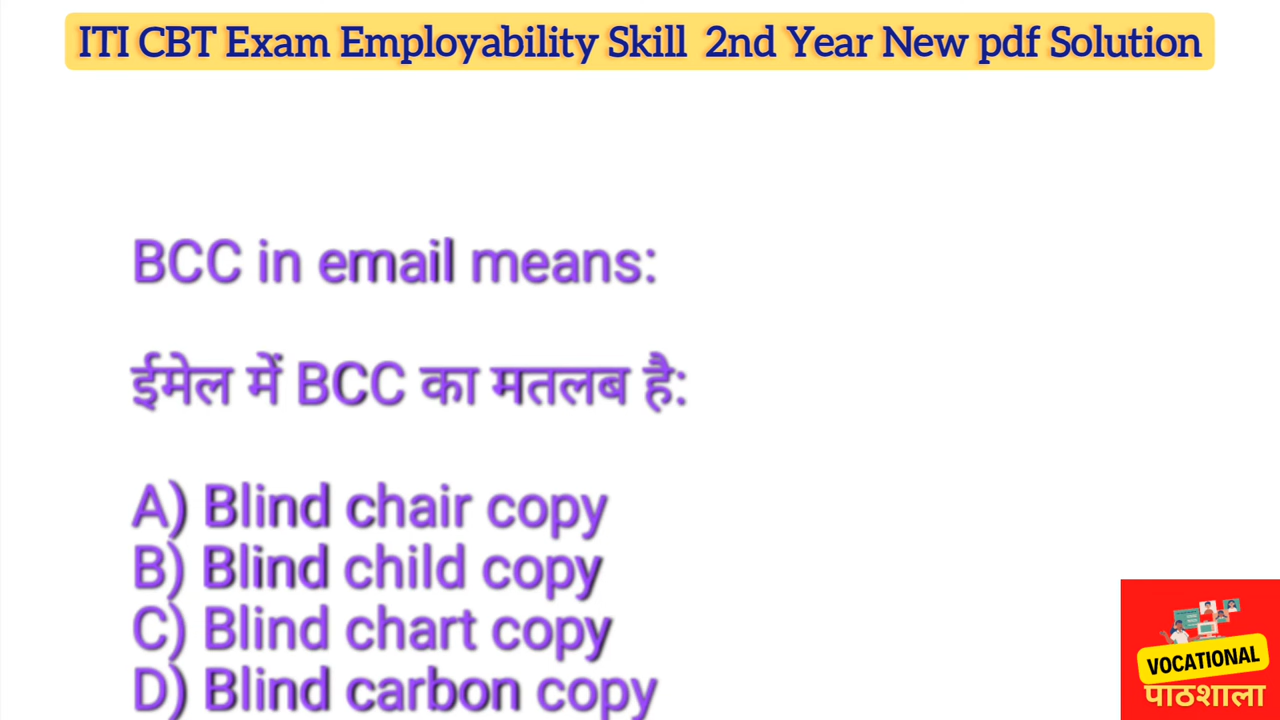 ITI CBT Exam Employability Skill 2nd Year New pdf Solution
BCC in email means:
ईमेल में BCC का मतलब है:
A) Blind chair copy
B) Blind child copy
C) Blind chart copy
D) Blind carbon copy
VOCATIONAL
पाठशाला